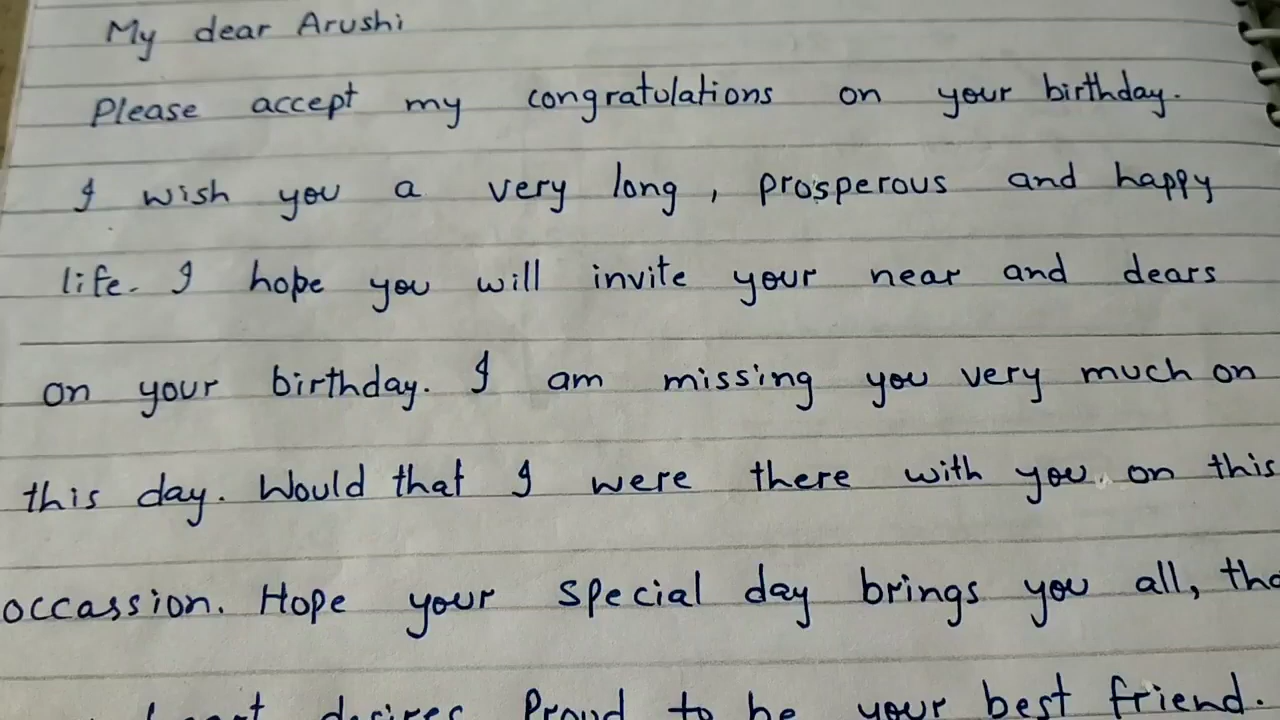 My dear Arushi
Please accept my congratulations on your birthday.
I wish you a very long, prosperous and happy
life. I hope you will invite your near and dears
on your birthday. I am missing you very much on
this day. Would that I were there with you on this
occassion. Hope your special day brings you all,
desires Proud to be your best friend.